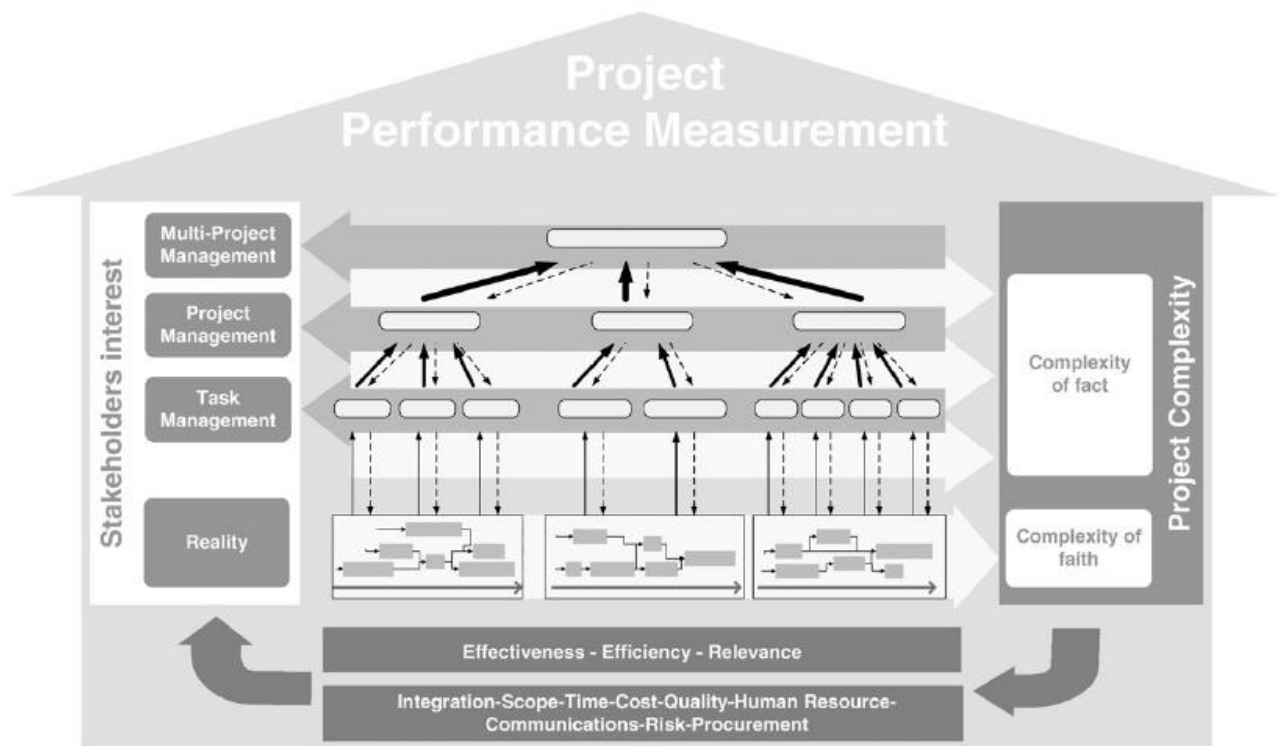 Project
Performance Measurement
Stakeholders interest
Multi-Project
Management
Project
Management
Task
Management
Reality
Complexity
of fact
Complexity of
faith
Project Complexity
Effectiveness - Efficiency - Relevance
Integration-Scope-Time-Cost-Quality-Human Resource-
Communications-Risk-Procurement